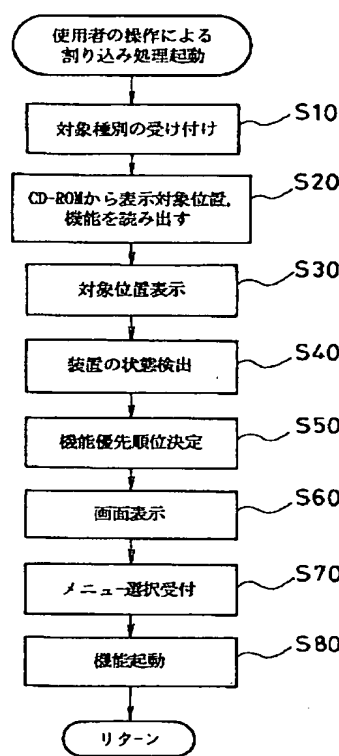 使用者の操作による
割り込み処理起動
対象種別の受け付け
S10
CD-ROMから表示対象位置,
機能を読み出す
S20
対象位置表示
S30
装置の状態検出
S40
機能優先順位決定
S50
画面表示
S60
メニュー選択受付
S70
機能起動
S80
リターン